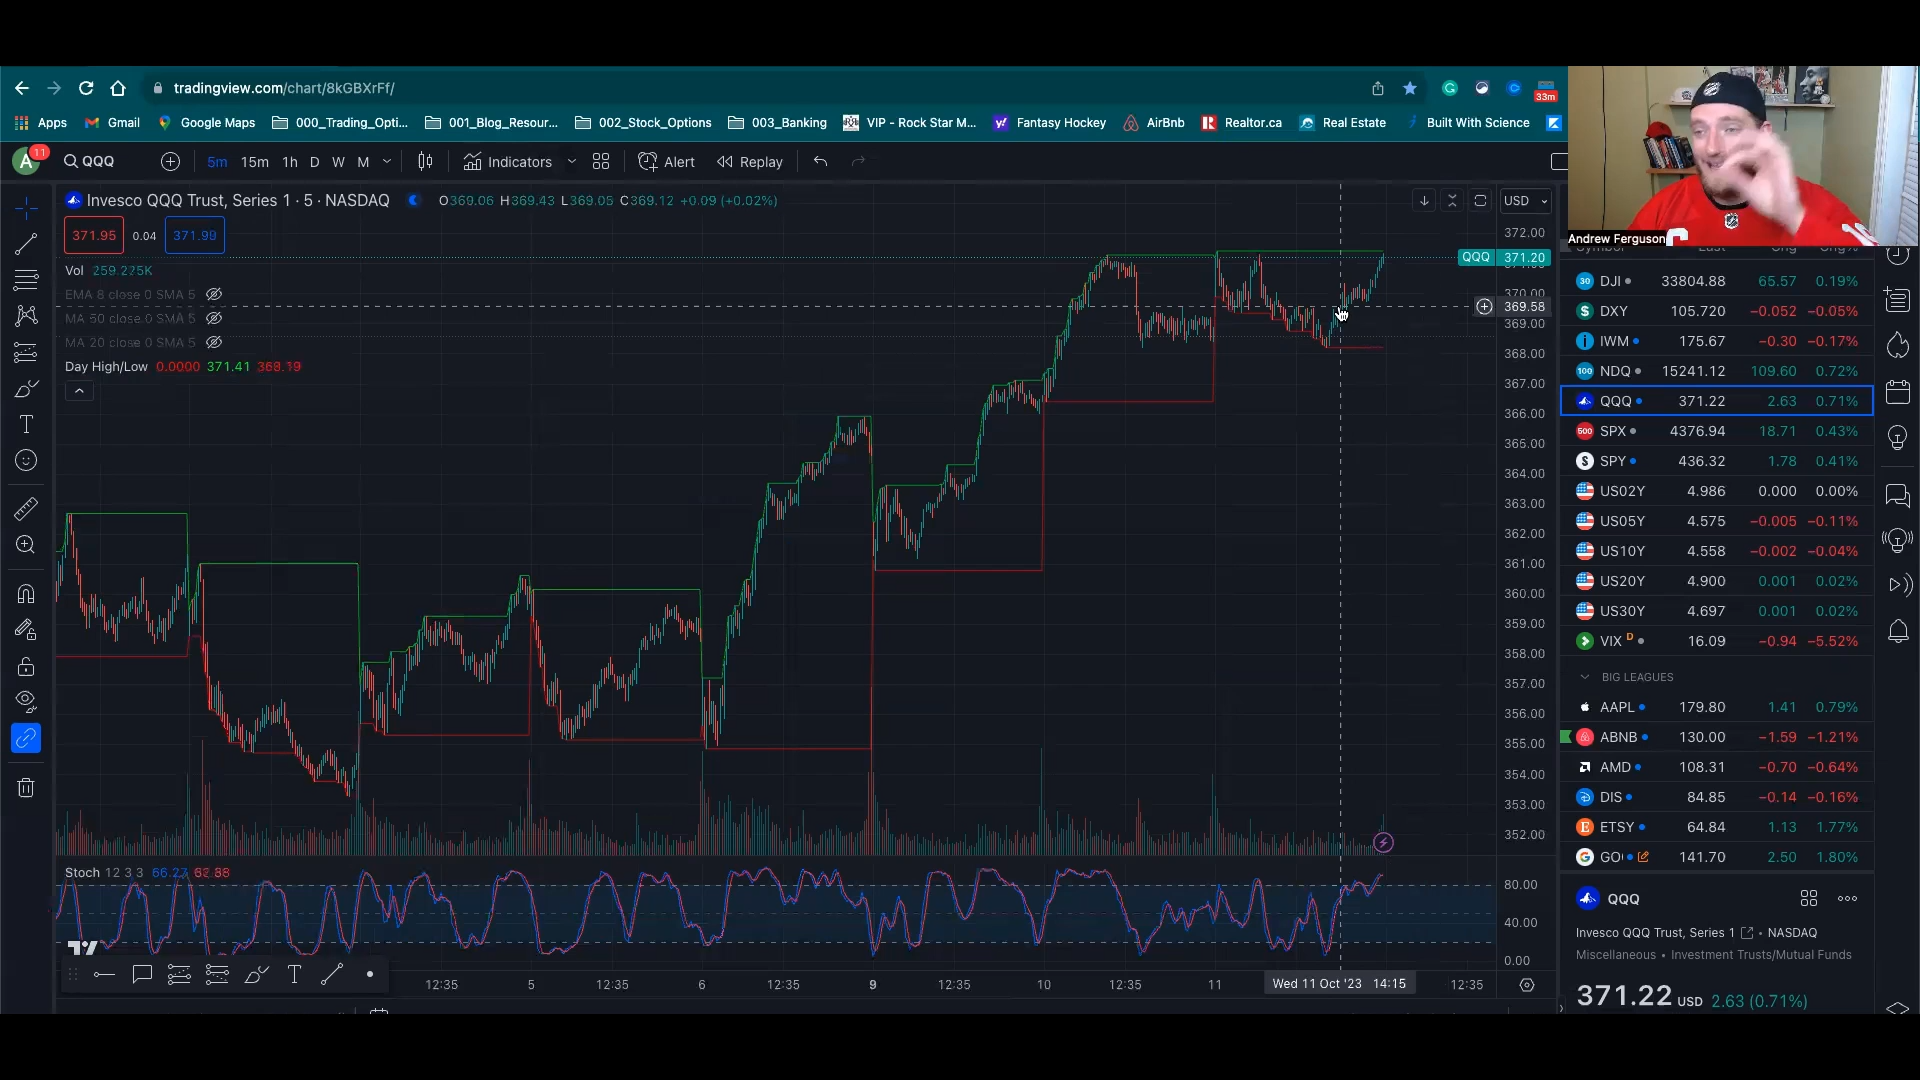 tradingview.com/chart/8kGBXrFf/
33m
Apps
Gmail
Google Maps
000_Trading_Opti...
001_Blog_Resour...
002_Stock_Options
003_Banking
VIP - Rock Star M...
Fantasy Hockey
AirBnb
Realtor.ca
Real Estate
Built With Science
A
11
QQQ
5m
15m
1h
D
W
M
Indicators
Alert
Replay
Invesco QQQ Trust, Series 1 · 5 · NASDAQ
O369.06 H369.43 L369.05 C369.12 +0.09 (+0.02%)
USD
371.95
0.04
371.99
Vol 259.275K
EMA 8 close 0 SMA 5
MA 50 close 0 SMA 5
MA 20 close 0 SMA 5
Day High/Low 0.0000 371.41 368.19
372.00
QQQ 371.20
370.00
369.58
369.00
368.00
367.00
366.00
365.00
364.00
363.00
362.00
361.00
360.00
359.00
358.00
357.00
356.00
355.00
354.00
353.00
352.00
Stoch 12 3 3 66.27 62.88
80.00
40.00
0.00
12:35
5
12:35
6
12:35
9
12:35
10
12:35
11
Wed 11 Oct '23 14:15
12:35
Andrew Ferguson
DJI 33804.88 65.57 0.19%
DXY 105.720 −0.052 −0.05%
IWM 175.67 −0.30 −0.17%
NDQ 15241.12 109.60 0.72%
QQQ 371.22 2.63 0.71%
SPX 4376.94 18.71 0.43%
SPY 436.32 1.78 0.41%
US02Y 4.986 0.000 0.00%
US05Y 4.575 −0.005 −0.11%
US10Y 4.558 −0.002 −0.04%
US20Y 4.900 0.001 0.02%
US30Y 4.697 0.001 0.02%
VIX D 16.09 −0.94 −5.52%
BIG LEAGUES
AAPL 179.80 1.41 0.79%
ABNB 130.00 −1.59 −1.21%
AMD 108.31 −0.70 −0.64%
DIS 84.85 −0.14 −0.16%
ETSY 64.84 1.13 1.77%
GO 141.70 2.50 1.80%
QQQ
Invesco QQQ Trust, Series 1 • NASDAQ
Miscellaneous • Investment Trusts/Mutual Funds
371.22 USD 2.63 (0.71%)